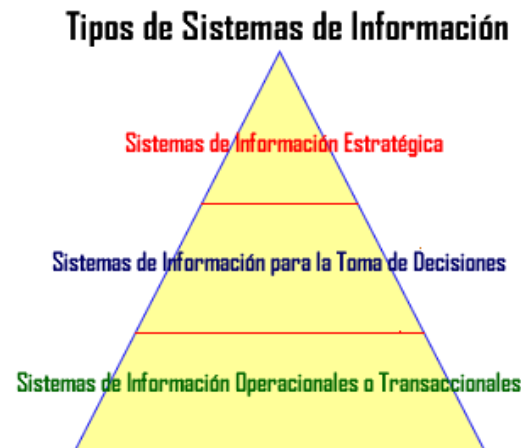 Tipos de Sistemas de Información
Sistemas de Información Estratégica
Sistemas de Información para la Toma de Decisiones
Sistemas de Información Operacionales o Transaccionales